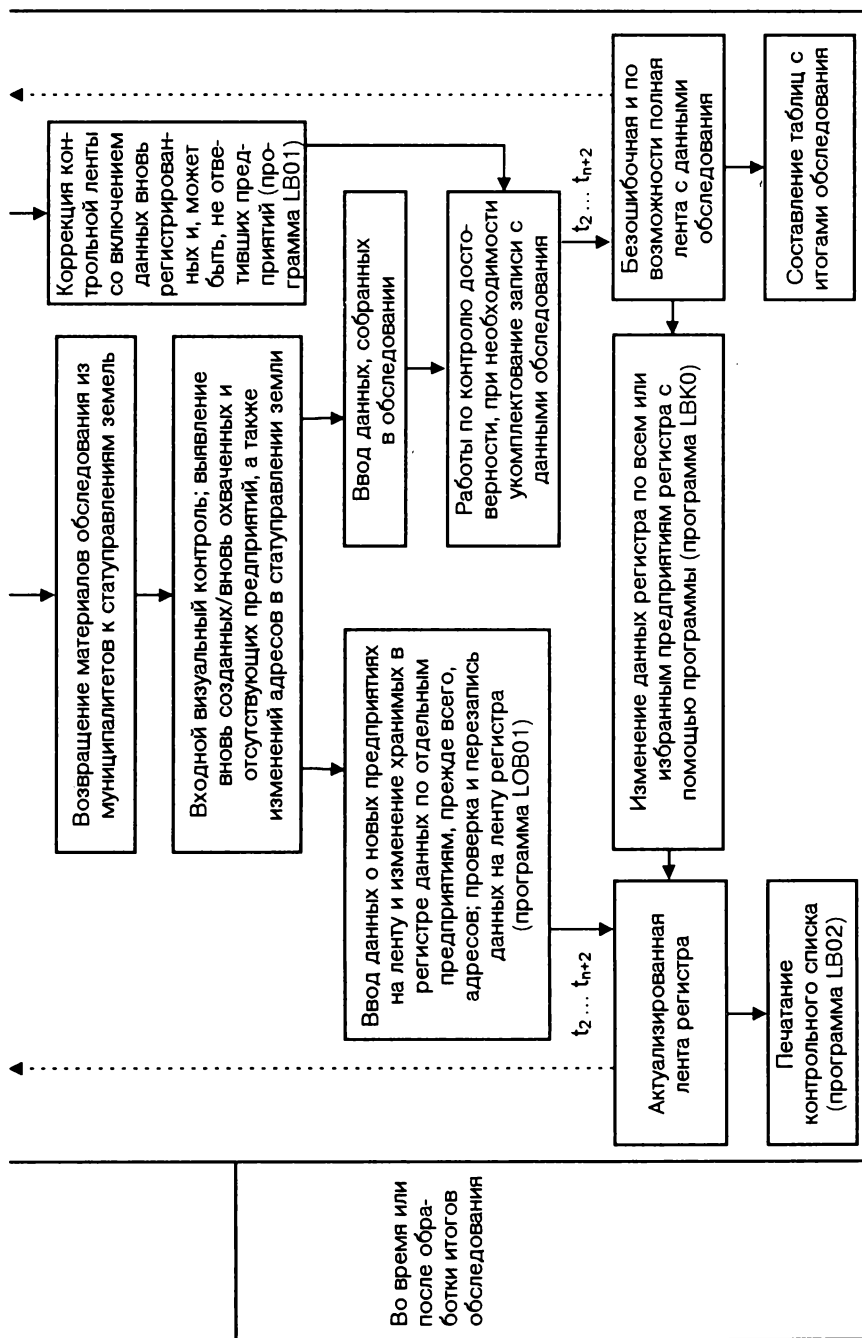 Возвращение материалов обследования из
муниципалитетов к статуправлениям земель
Коррекция кон-
трольной ленты
со включением
данных вновь
регистрирован-
ных и, может
быть, не отве-
тивших пред-
приятий (про-
грамма LB01)
Входной визуальный контроль; выявление
вновь созданных/вновь охваченных и
отсутствующих предприятий, а также
изменений адресов в статуправлении земли
Во время или
после обра-
ботки итогов
обследования
Ввод данных о новых предприятиях
на ленту и изменение хранимых в
регистре данных по отдельным
предприятиям, прежде всего,
адресов; проверка и перезапись
данных на ленту регистра
(программа LOB01)
Ввод данных, собранных
в обследовании
Работы по контролю досто-
верности, при необходимости
укомплектование записи с
данными обследования
t₂ ... tₙ₊₂
t₂ ... tₙ₊₂
Актуализированная
лента регистра
Изменение данных регистра по всем или
избранным предприятиям регистра с
помощью программы (программа LBK0)
Безошибочная и по
возможности полная
лента с данными
обследования
Печатание
контрольного списка
(программа LB02)
Составление таблиц с
итогами обследования